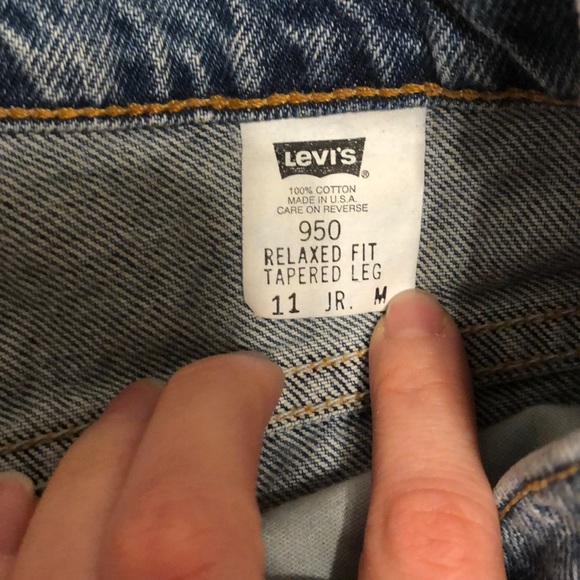 Levi's
®
100% COTTON
MADE IN U.S.A.
CARE ON REVERSE
950
RELAXED FIT
TAPERED LEG
11 JR. M